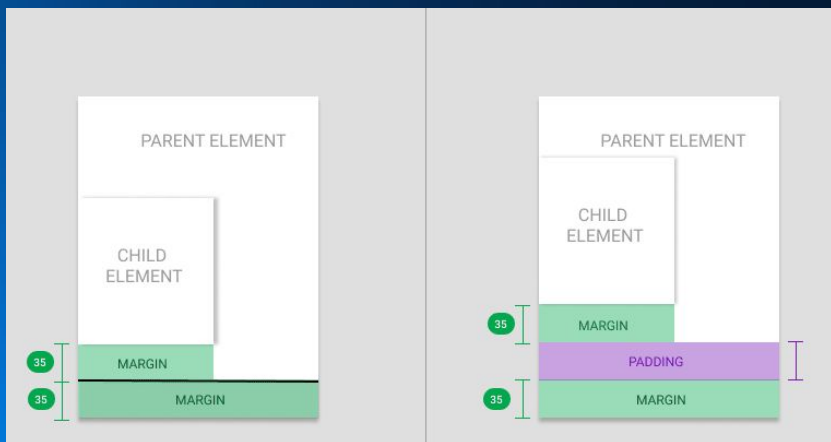 PARENT ELEMENT
CHILD
ELEMENT
35
MARGIN
35
MARGIN
PARENT ELEMENT
CHILD
ELEMENT
35
MARGIN
PADDING
35
MARGIN